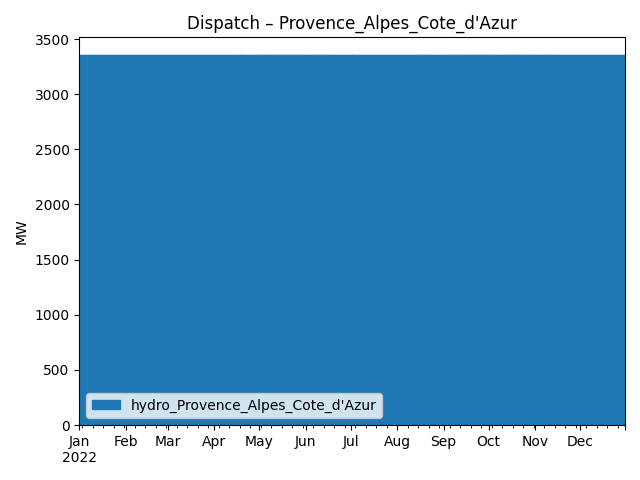 Dispatch – Provence_Alpes_Cote_d'Azur
3500
3000
2500
2000
1500
1000
500
0
MW
hydro_Provence_Alpes_Cote_d'Azur
Jan Feb Mar Apr May Jun Jul Aug Sep Oct Nov Dec
2022